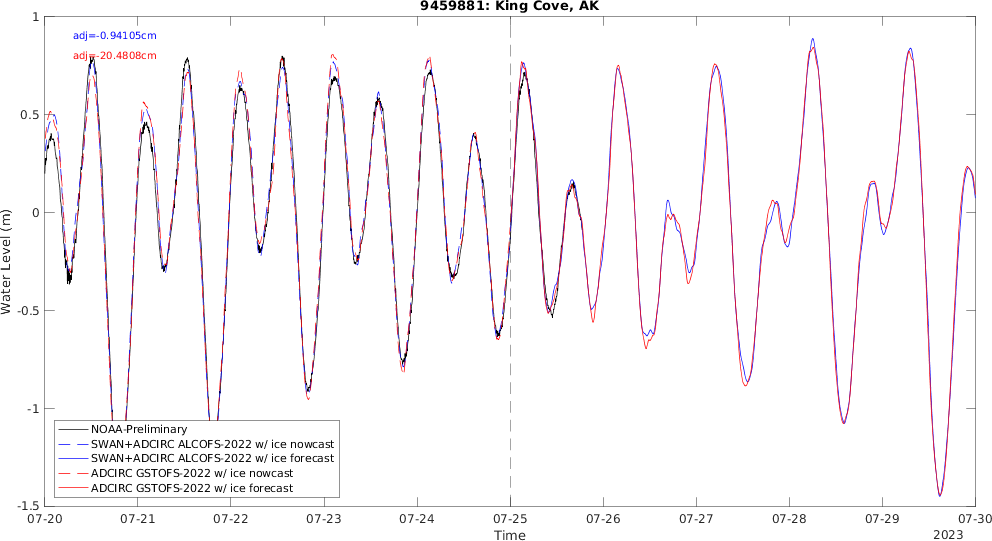 9459881: King Cove, AK
adj=-0.94105cm
adj=-20.4808cm
Water Level (m)
1
0.5
0
-0.5
-1
-1.5
NOAA-Preliminary
SWAN+ADCIRC ALCOFS-2022 w/ ice nowcast
SWAN+ADCIRC ALCOFS-2022 w/ ice forecast
ADCIRC GSTOFS-2022 w/ ice nowcast
ADCIRC GSTOFS-2022 w/ ice forecast
07-20 07-21 07-22 07-23 07-24 07-25 07-26 07-27 07-28 07-29 07-30
Time
2023